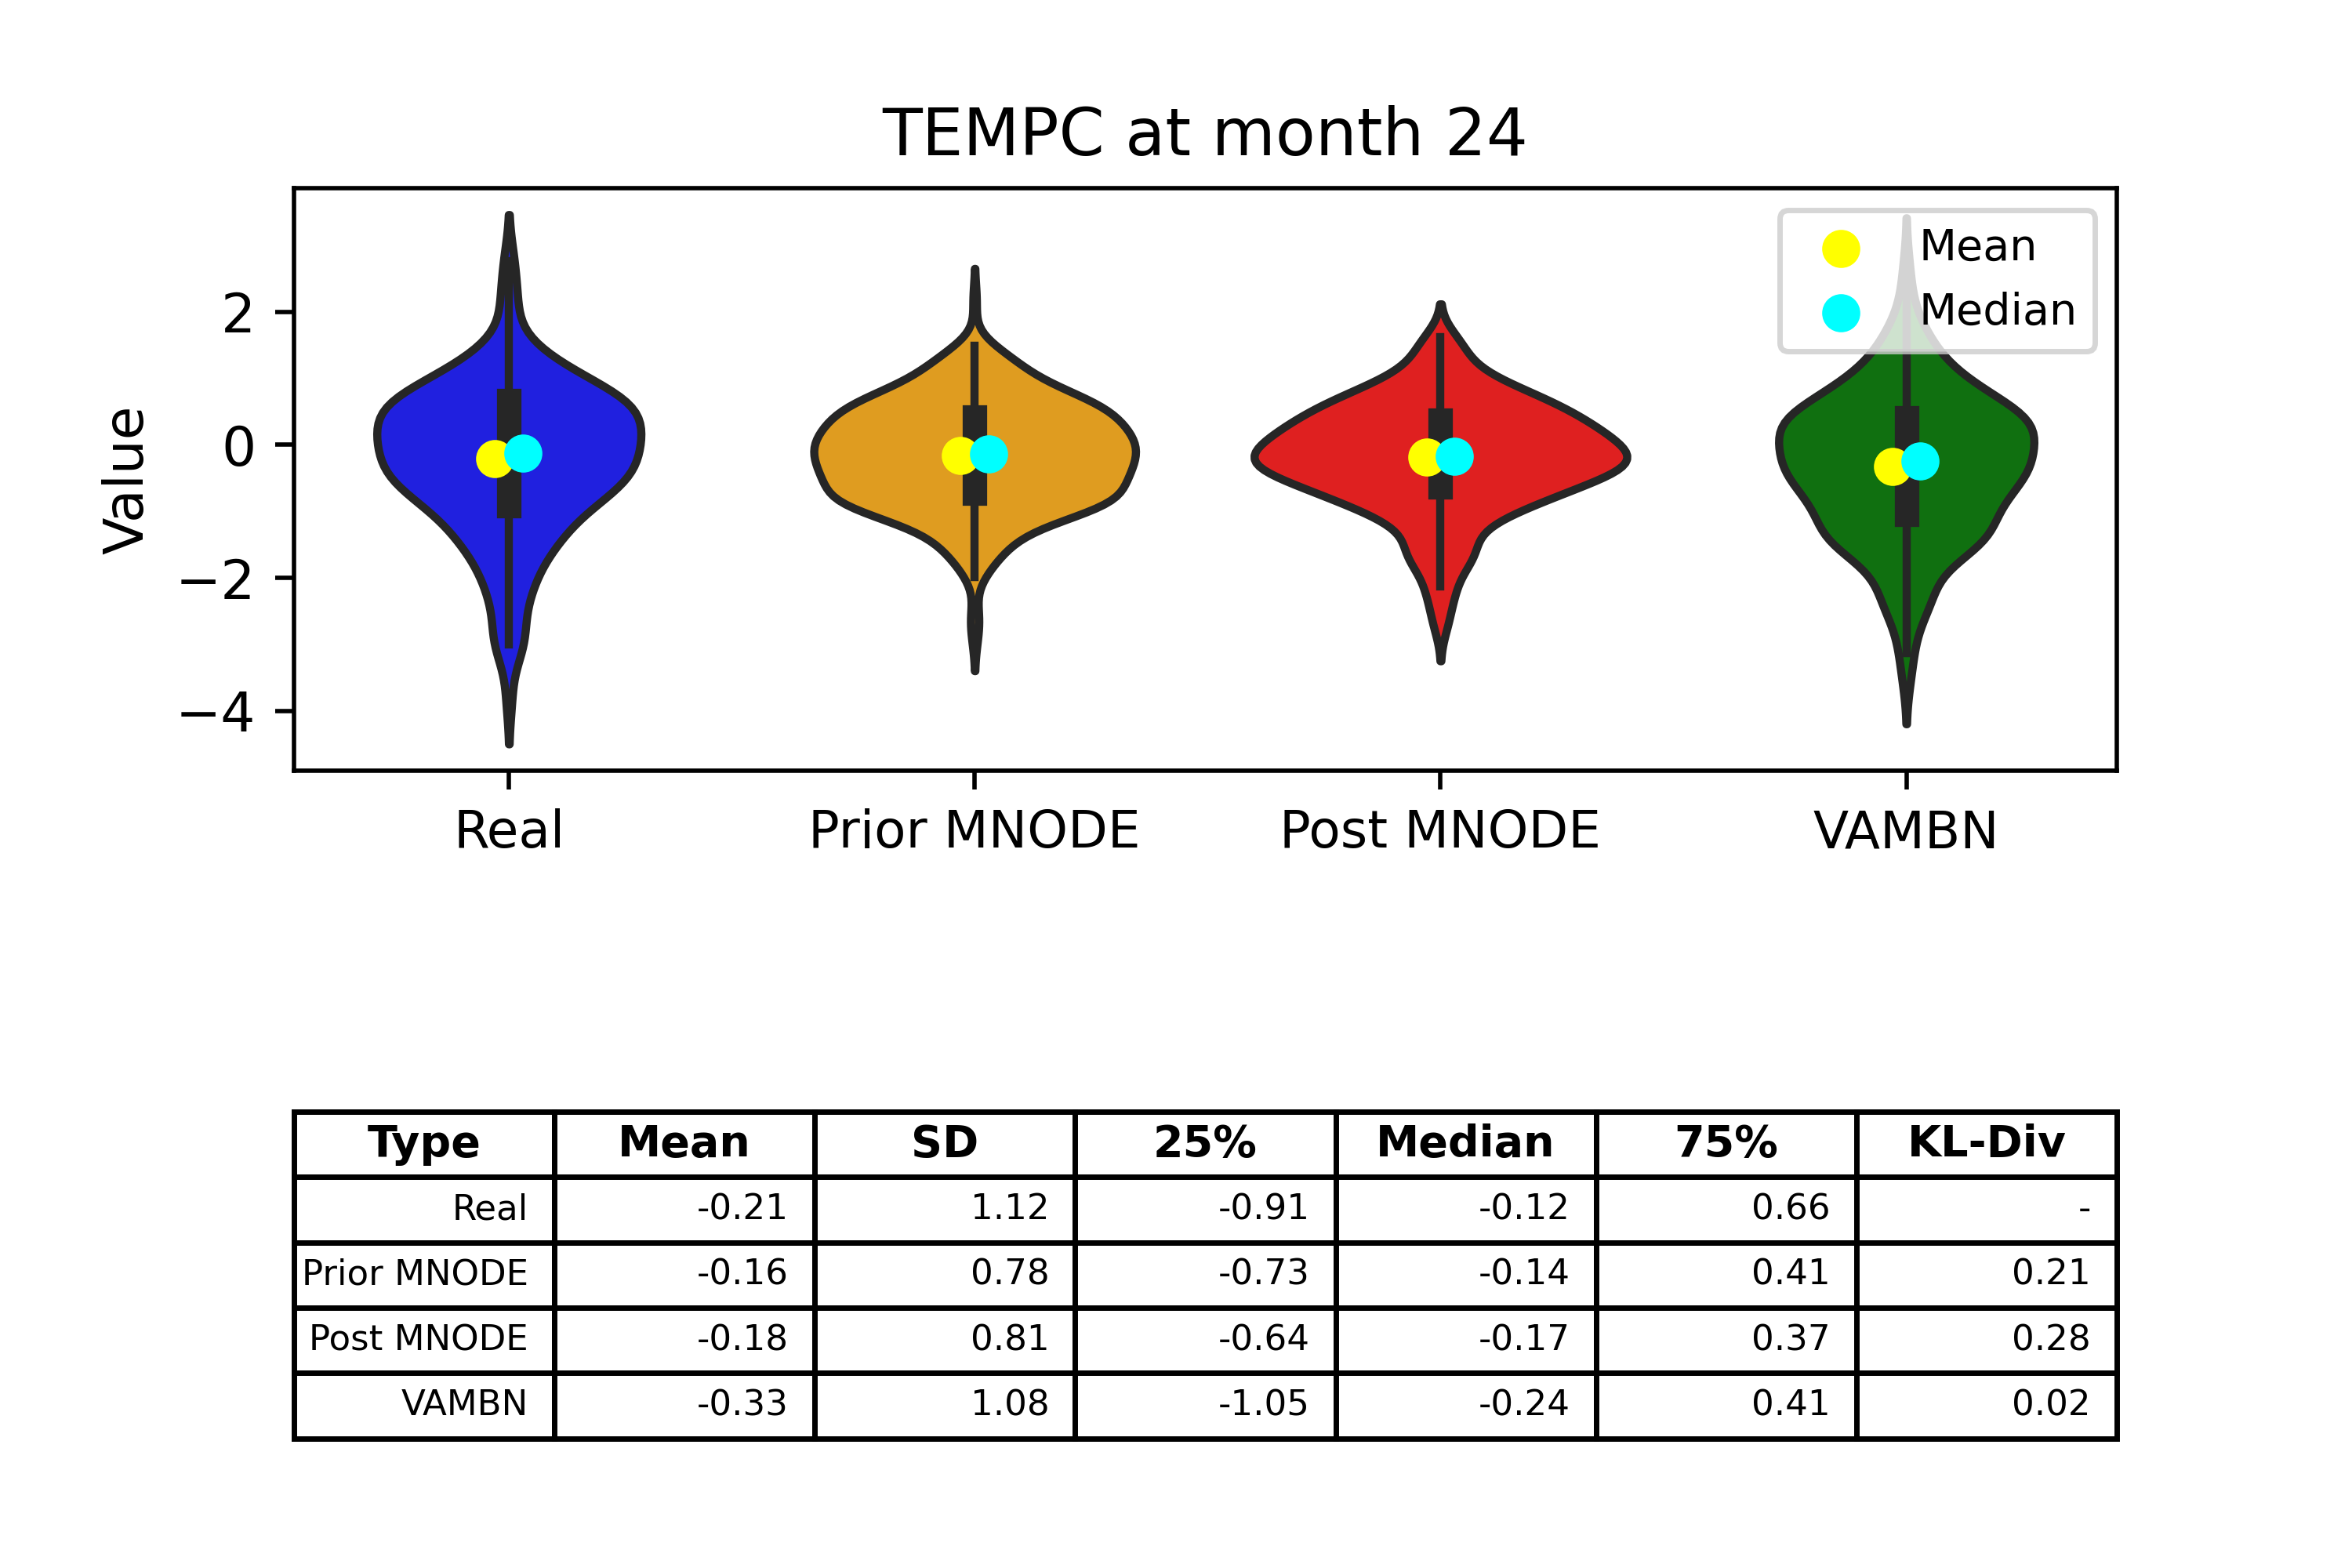 TEMPC at month 24
Mean
Median
Value
2
0
−2
−4
Real Prior MNODE Post MNODE VAMBN
Type Mean SD 25% Median 75% KL-Div
Real -0.21 1.12 -0.91 -0.12 0.66 -
Prior MNODE -0.16 0.78 -0.73 -0.14 0.41 0.21
Post MNODE -0.18 0.81 -0.64 -0.17 0.37 0.28
VAMBN -0.33 1.08 -1.05 -0.24 0.41 0.02